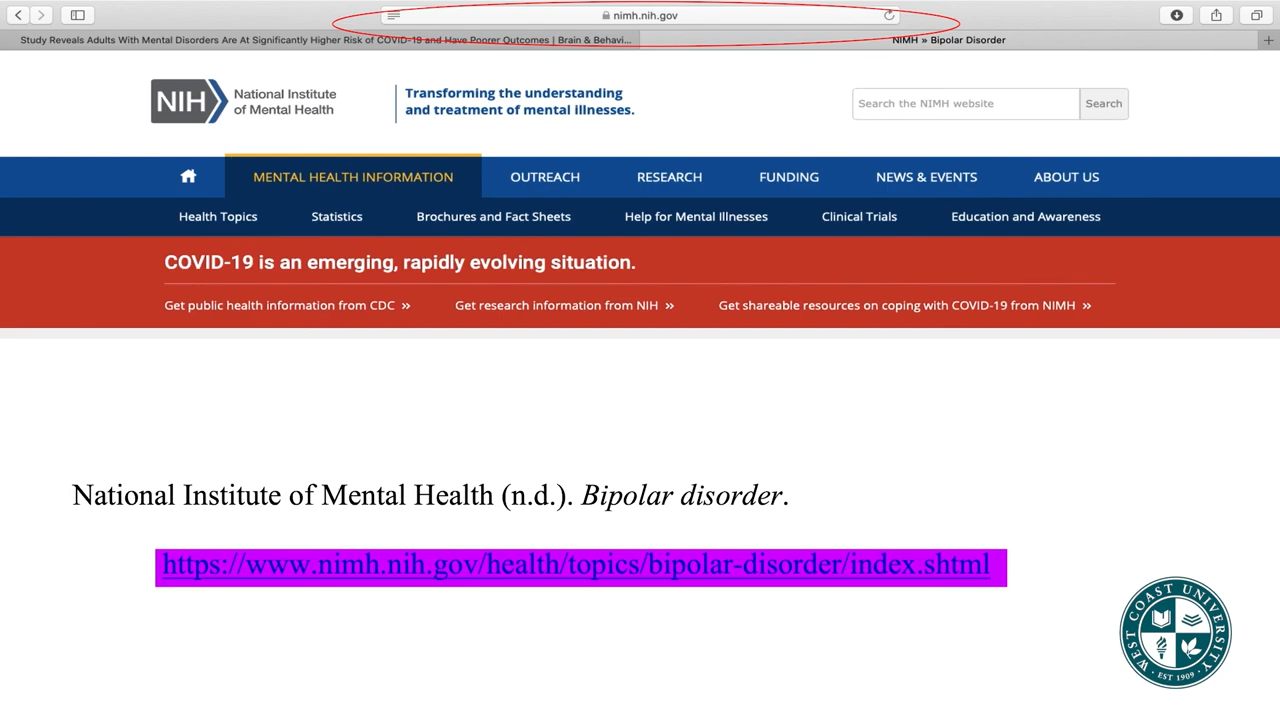 nimh.nih.gov
Study Reveals Adults With Mental Disorders Are At Significantly Higher Risk of COVID-19 and Have Poorer Outcomes | Brain & Behavi...
NIMH » Bipolar Disorder
NIH
National Institute
of Mental Health
Transforming the understanding
and treatment of mental illnesses.
Search the NIMH website
Search
MENTAL HEALTH INFORMATION
OUTREACH
RESEARCH
FUNDING
NEWS & EVENTS
ABOUT US
Health Topics
Statistics
Brochures and Fact Sheets
Help for Mental Illnesses
Clinical Trials
Education and Awareness
COVID-19 is an emerging, rapidly evolving situation.
Get public health information from CDC »
Get research information from NIH »
Get shareable resources on coping with COVID-19 from NIMH »
National Institute of Mental Health (n.d.). Bipolar disorder.
https://www.nimh.nih.gov/health/topics/bipolar-disorder/index.shtml
WEST COAST UNIVERSITY
EST 1909